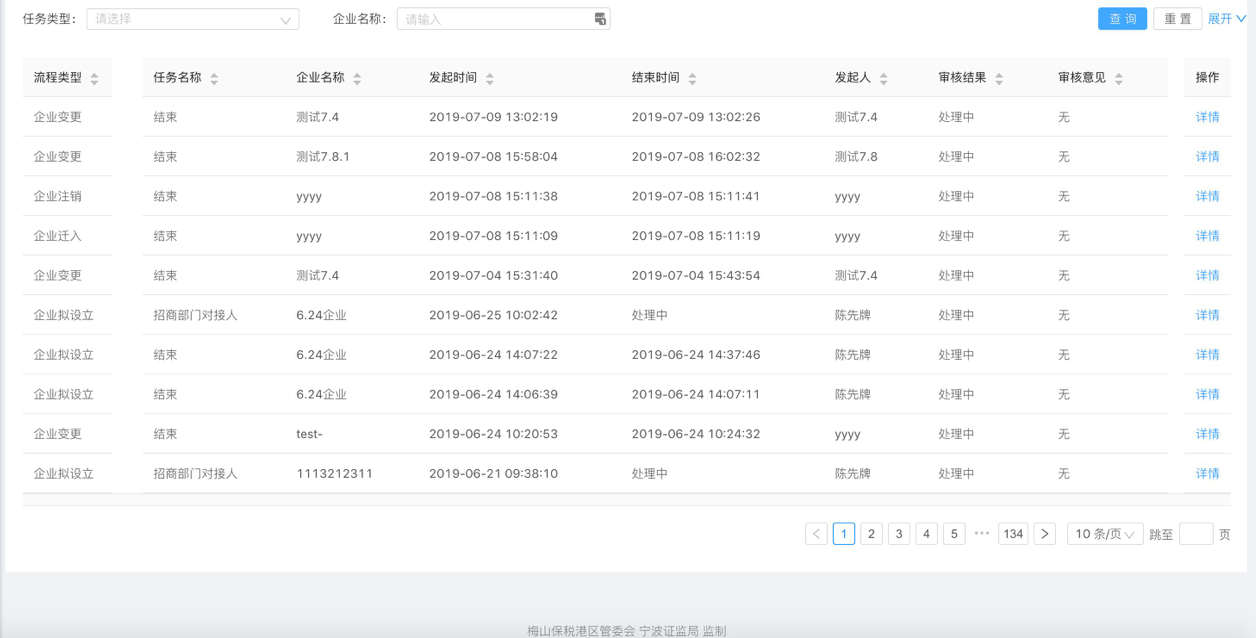 任务类型： 请选择 企业名称： 请输入 查 询 重 置 展开
流程类型 任务名称 企业名称 发起时间 结束时间 发起人 审核结果 审核意见 操作
企业变更 结束 测试7.4 2019-07-09 13:02:19 2019-07-09 13:02:26 测试7.4 处理中 无 详情
企业变更 结束 测试7.8.1 2019-07-08 15:58:04 2019-07-08 16:02:32 测试7.8 处理中 无 详情
企业注销 结束 yyyy 2019-07-08 15:11:38 2019-07-08 15:11:41 yyyy 处理中 无 详情
企业迁入 结束 yyyy 2019-07-08 15:11:09 2019-07-08 15:11:19 yyyy 处理中 无 详情
企业变更 结束 测试7.4 2019-07-04 15:31:40 2019-07-04 15:43:54 测试7.4 处理中 无 详情
企业拟设立 招商部门对接人 6.24企业 2019-06-25 10:02:42 处理中 陈先牌 处理中 无 详情
企业拟设立 结束 6.24企业 2019-06-24 14:07:22 2019-06-24 14:37:46 陈先牌 处理中 无 详情
企业拟设立 结束 6.24企业 2019-06-24 14:06:39 2019-06-24 14:07:11 陈先牌 处理中 无 详情
企业变更 结束 test- 2019-06-24 10:20:53 2019-06-24 10:24:32 yyyy 处理中 无 详情
企业拟设立 招商部门对接人 1113212311 2019-06-21 09:38:10 处理中 陈先牌 处理中 无 详情
< 1 2 3 4 5 ••• 134 > 10 条/页 跳至 页
梅山保税港区管委会 宁波证监局 监制